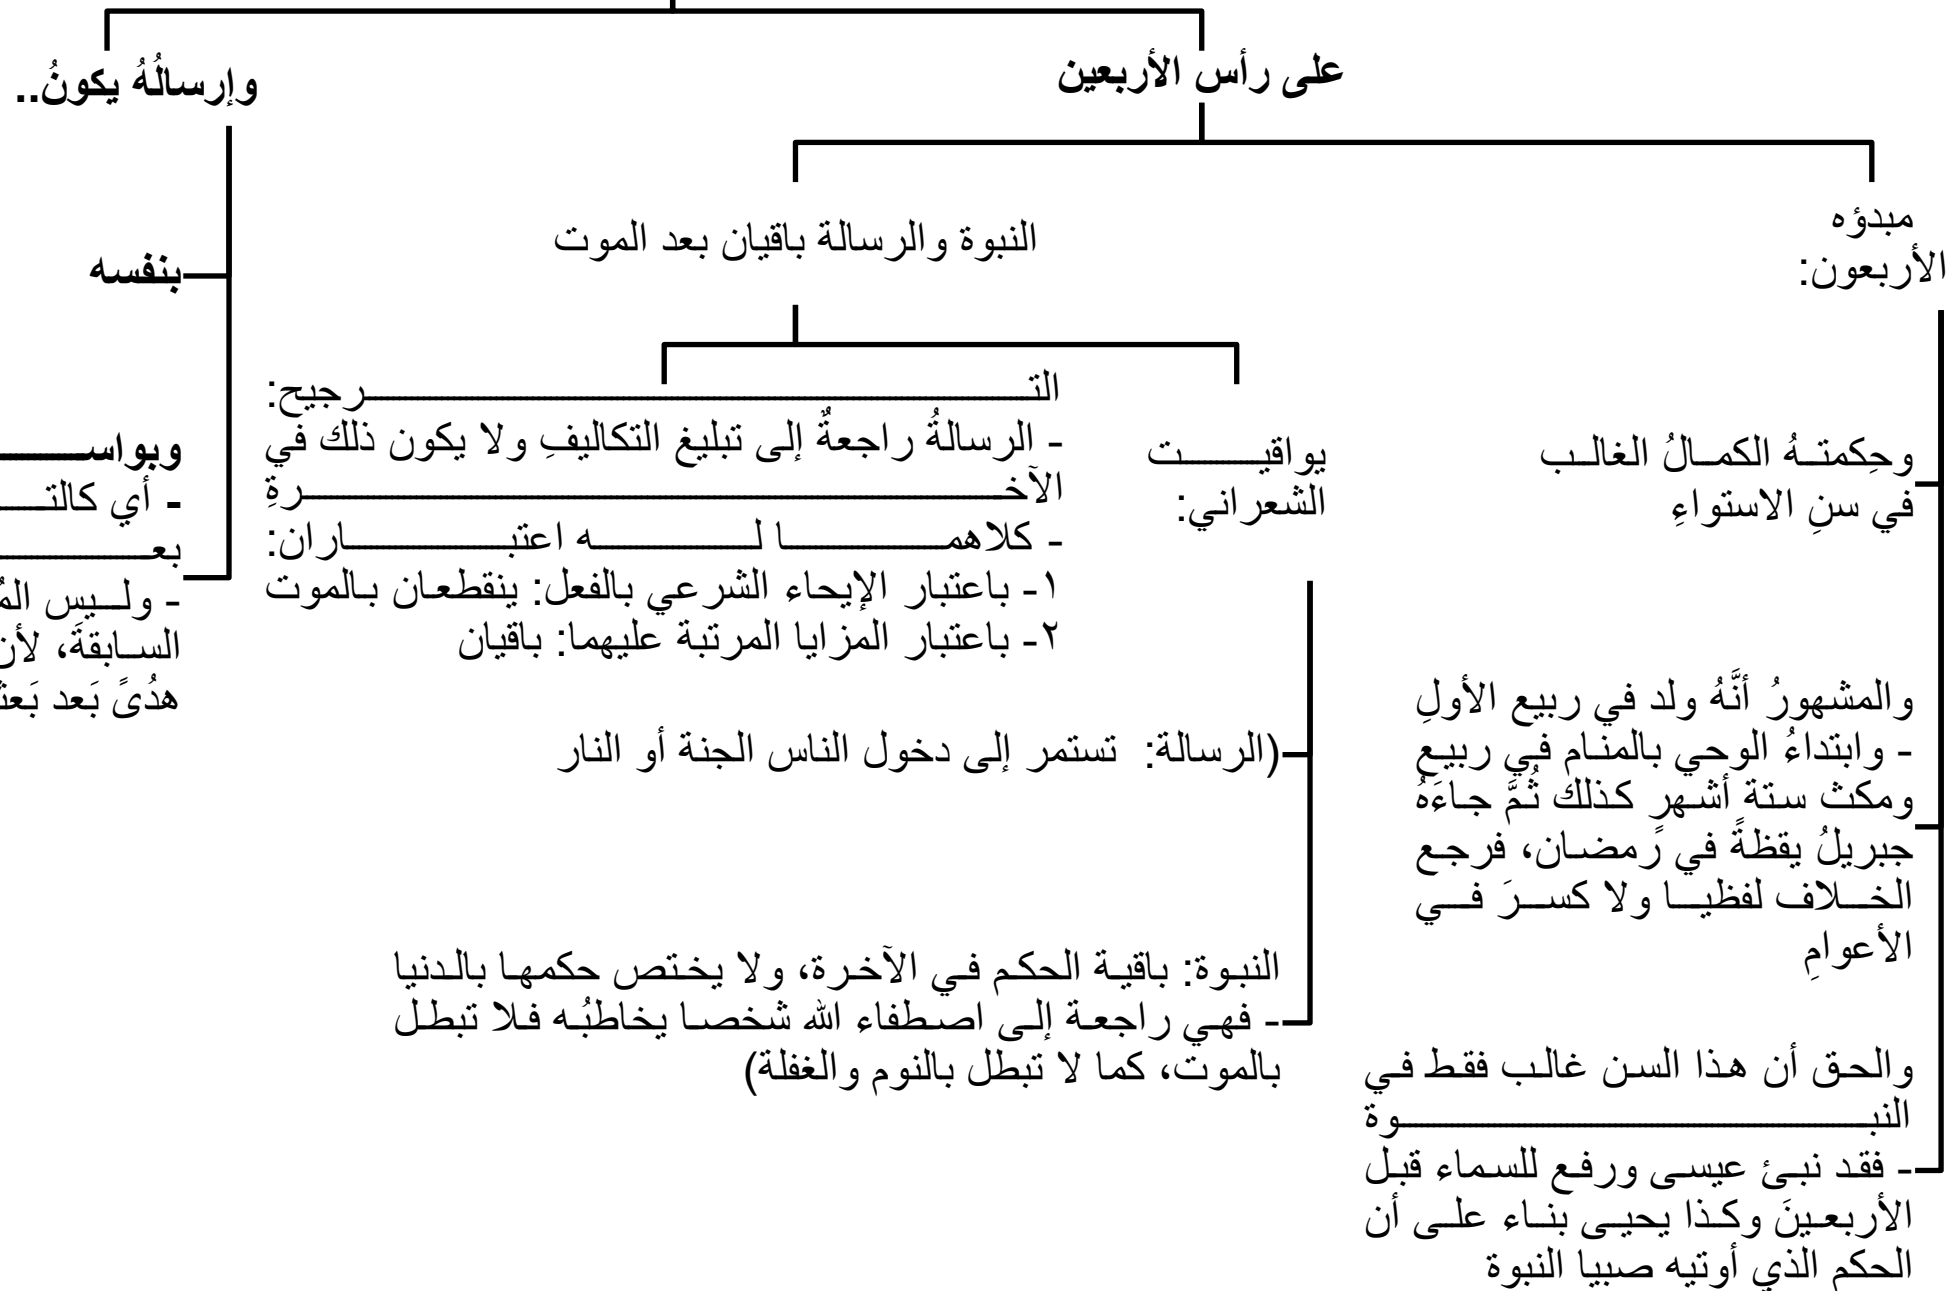 على رأس الأربعين
وإرسالُهُ يكونُ..
مبدؤه
الأربعون:
وحِكمتهُ الكمالُ الغالب
في سنِ الاستواءِ
والمشهورُ أنَّهُ ولد في ربيع الأولِ
- وابتداءُ الوحي بالمنام في ربيع
ومكث ستة أشهرٍ كذلك ثُمَّ جاءَهُ
جبريلُ يقظةً في رمضان، فرجع
الخلاف لفظيا ولا كسرَ في
الأعوامِ
والحق أن هذا السن غالب فقط في
النبوة
- فقد نبئ عيسى ورفع للسماء قبل
الأربعينَ وكذا يحيى بناء على أن
الحكم الذي أوتيه صبيا النبوة
النبوة والرسالة باقيان بعد الموت
يواقيت
الشعراني:
(الرسالة: تستمر إلى دخول الناس الجنة أو النار
النبوة: باقية الحكم في الآخرة، ولا يختص حكمها بالدنيا
- فهي راجعة إلى اصطفاء الله شخصا يخاطبُه فلا تبطل
بالموت، كما لا تبطل بالنوم والغفلة)
الترجيح:
- الرسالةُ راجعةٌ إلى تبليغ التكاليفِ ولا يكون ذلك في
الآخرةِ
- كلاهما له اعتباران:
١- باعتبار الإيحاء الشرعي بالفعل: ينقطعان بالموت
٢- باعتبار المزايا المرتبة عليهما: باقيان
بنفسه
وبواس
- أي كالت
بع
- وليس
السابقةَ، لأن
هدُىً بَعد